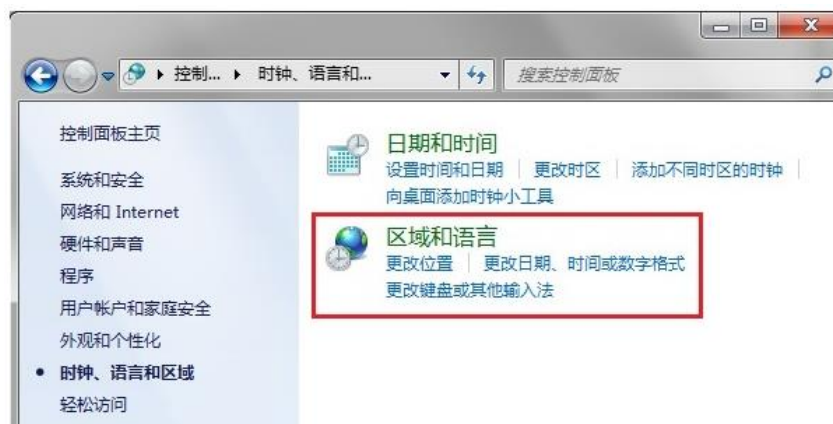 控制... 时钟、语言和...
搜索控制面板
控制面板主页
系统和安全
网络和 Internet
硬件和声音
程序
用户帐户和家庭安全
外观和个性化
时钟、语言和区域
轻松访问
日期和时间
设置时间和日期 更改时区 添加不同时区的时钟
向桌面添加时钟小工具
区域和语言
更改位置 更改日期、时间或数字格式
更改键盘或其他输入法